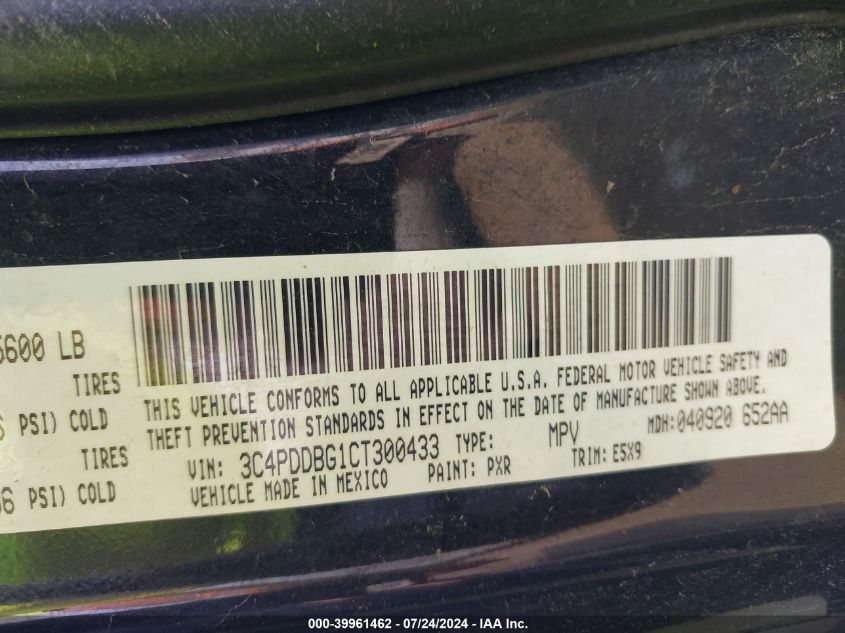 5600 LB
TIRES
PSI) COLD
PSI) COLD
THIS VEHICLE CONFORMS TO ALL APPLICABLE U.S.A. FEDERAL MOTOR VEHICLE SAFETY AND
THEFT PREVENTION STANDARDS IN EFFECT ON THE DATE OF MANUFACTURE SHOWN ABOVE.
VIN: 3C4PDDBG1CT300433 TYPE: MPV MDH: 040920 652AA
VEHICLE MADE IN MEXICO PAINT: PXR TRIM: E5X9
000-39961462 - 07/24/2024 - IAA Inc.